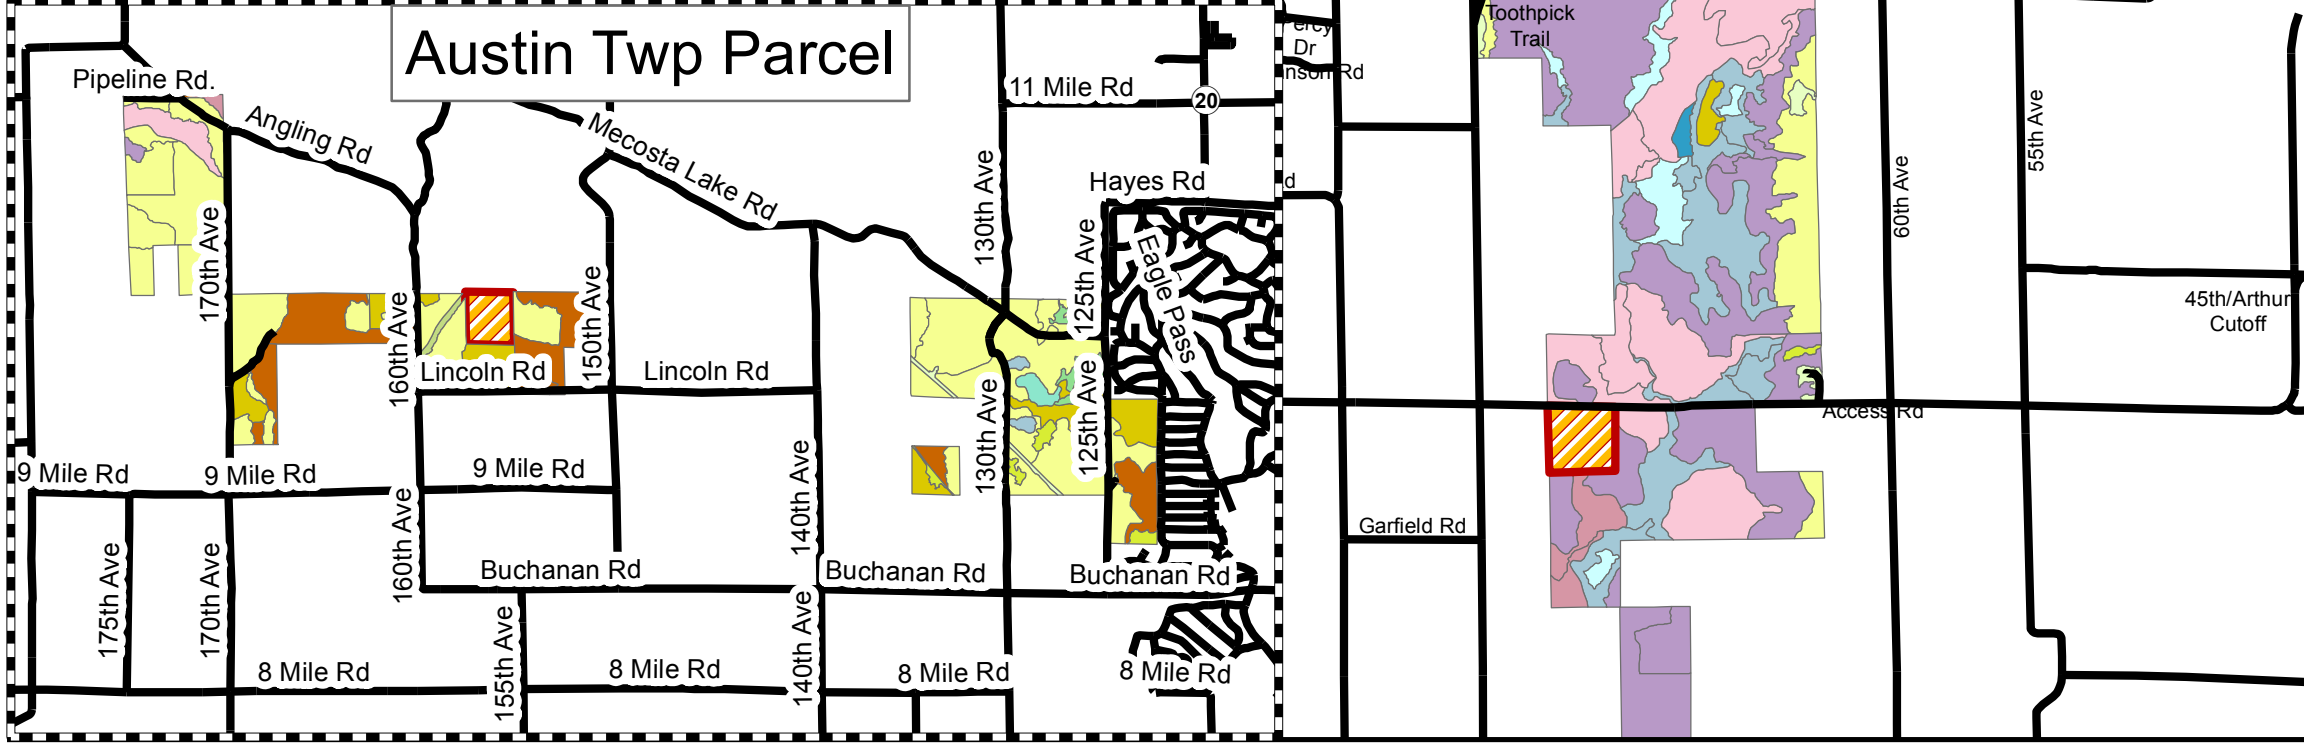 Austin Twp Parcel
Toothpick
Trail
Dr
Pipeline Rd.
11 Mile Rd
20
Angling Rd
Mecosta Lake Rd
Hayes Rd
130th Ave
170th Ave
125th Ave
Eagle Pass
55th Ave
60th Ave
160th Ave
150th Ave
Lincoln Rd
Lincoln Rd
45th/Arthur
Cutoff
130th Ave
125th Ave
Access Rd
9 Mile Rd
9 Mile Rd
9 Mile Rd
140th Ave
160th Ave
Garfield Rd
Buchanan Rd
Buchanan Rd
Buchanan Rd
175th Ave
170th Ave
155th Ave
140th Ave
8 Mile Rd
8 Mile Rd
8 Mile Rd
8 Mile Rd